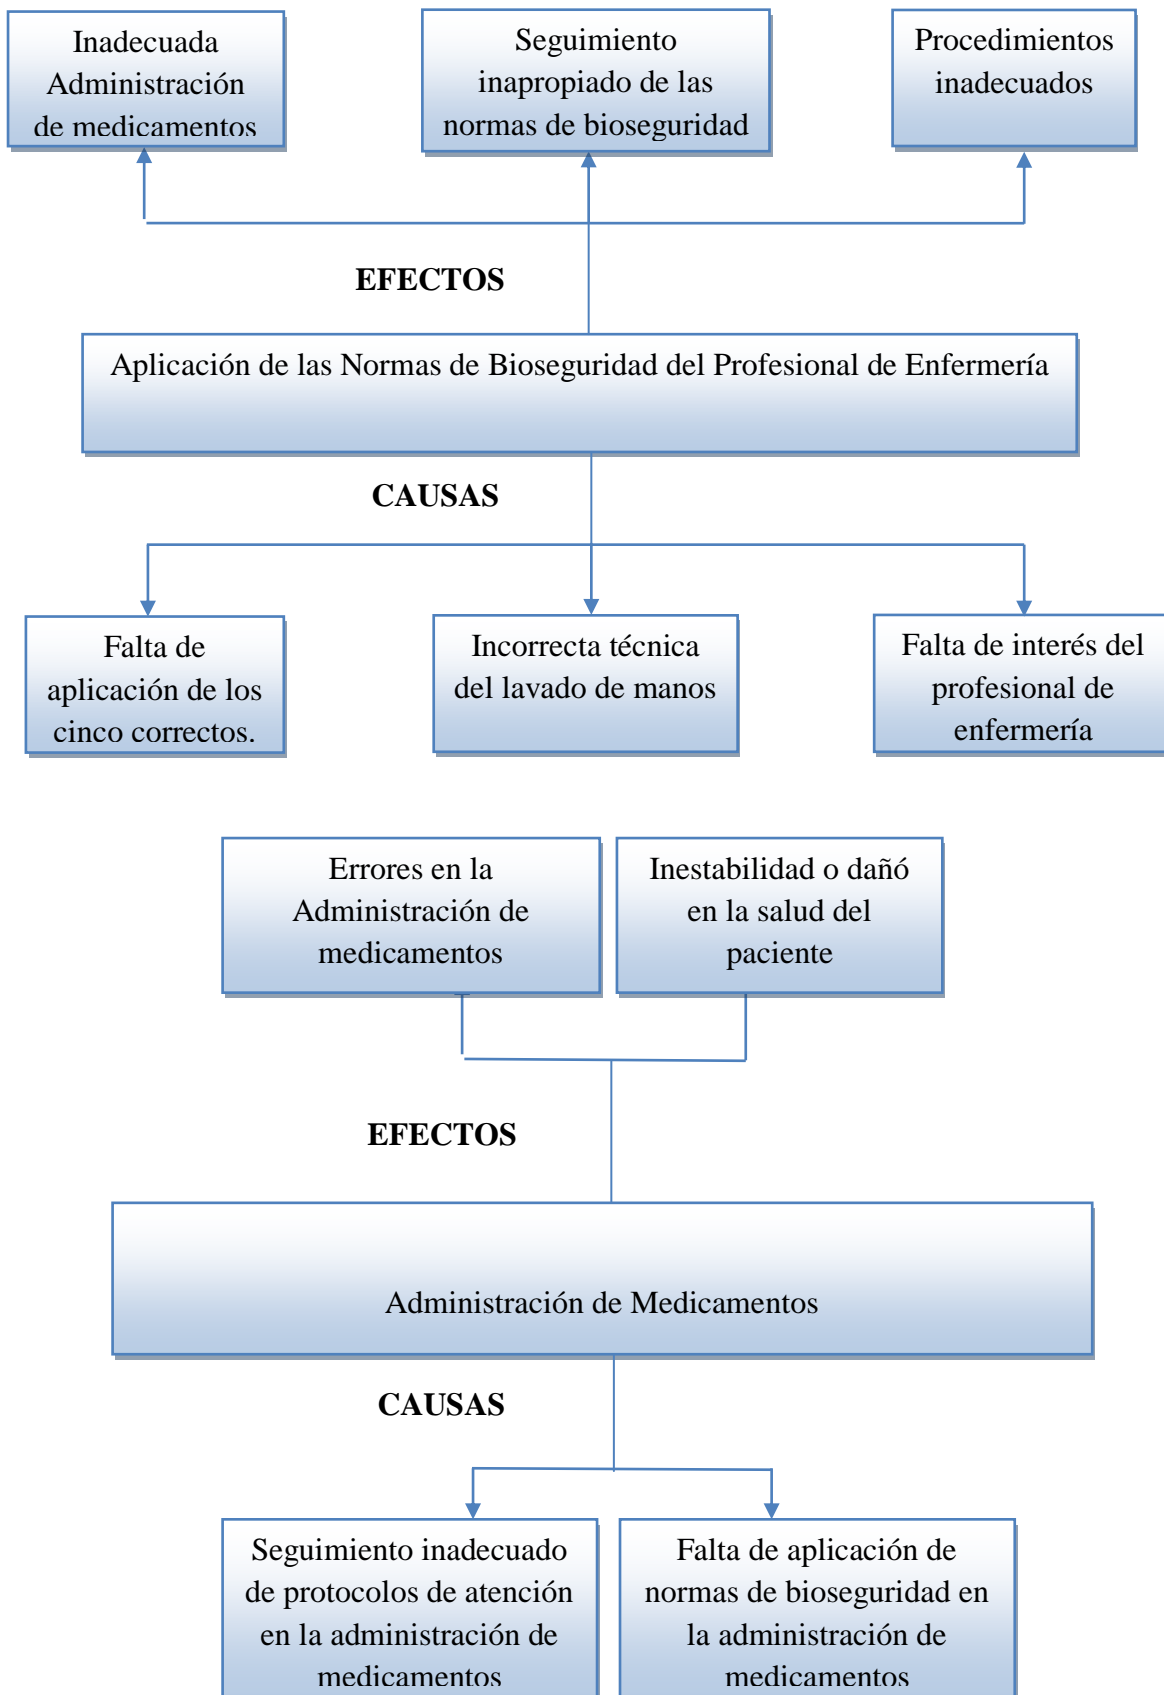 Inadecuada
Administración
de medicamentos
Seguimiento
inapropiado de las
normas de bioseguridad
Procedimientos
inadecuados
EFECTOS
Aplicación de las Normas de Bioseguridad del Profesional de Enfermería
CAUSAS
Falta de
aplicación de los
cinco correctos.
Incorrecta técnica
del lavado de manos
Falta de interés del
profesional de
enfermería
Errores en la
Administración de
medicamentos
Inestabilidad o dañó
en la salud del
paciente
EFECTOS
Administración de Medicamentos
CAUSAS
Seguimiento inadecuado
de protocolos de atención
en la administración de
medicamentos
Falta de aplicación de
normas de bioseguridad en
la administración de
medicamentos